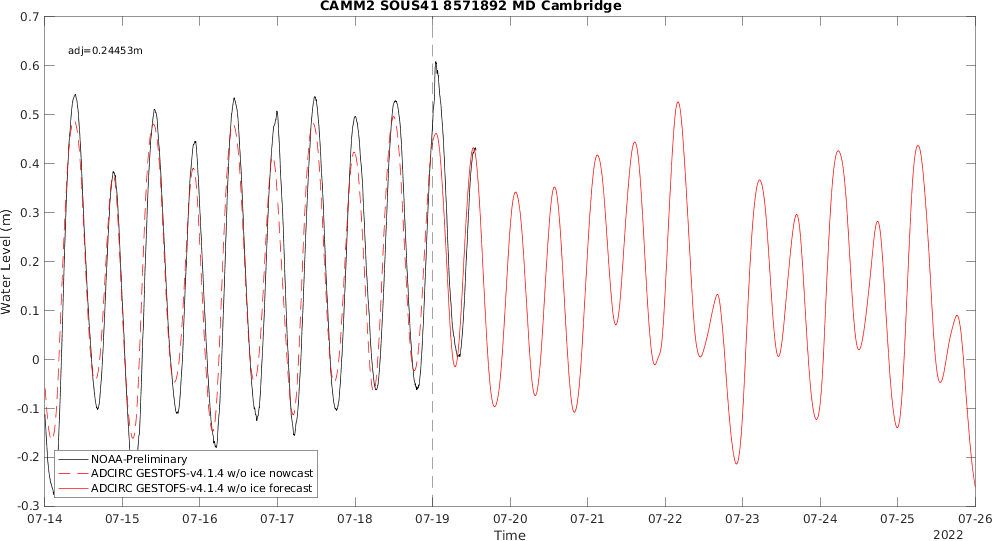 CAMM2 SOUS41 8571892 MD Cambridge
0.7
adj=0.24453m
0.6
0.5
0.4
0.3
0.2
0.1
0
-0.1
-0.2
-0.3
Water Level (m)
NOAA-Preliminary
ADCIRC GESTOFS-v4.1.4 w/o ice nowcast
ADCIRC GESTOFS-v4.1.4 w/o ice forecast
07-14 07-15 07-16 07-17 07-18 07-19 07-20 07-21 07-22 07-23 07-24 07-25 07-26
Time
2022